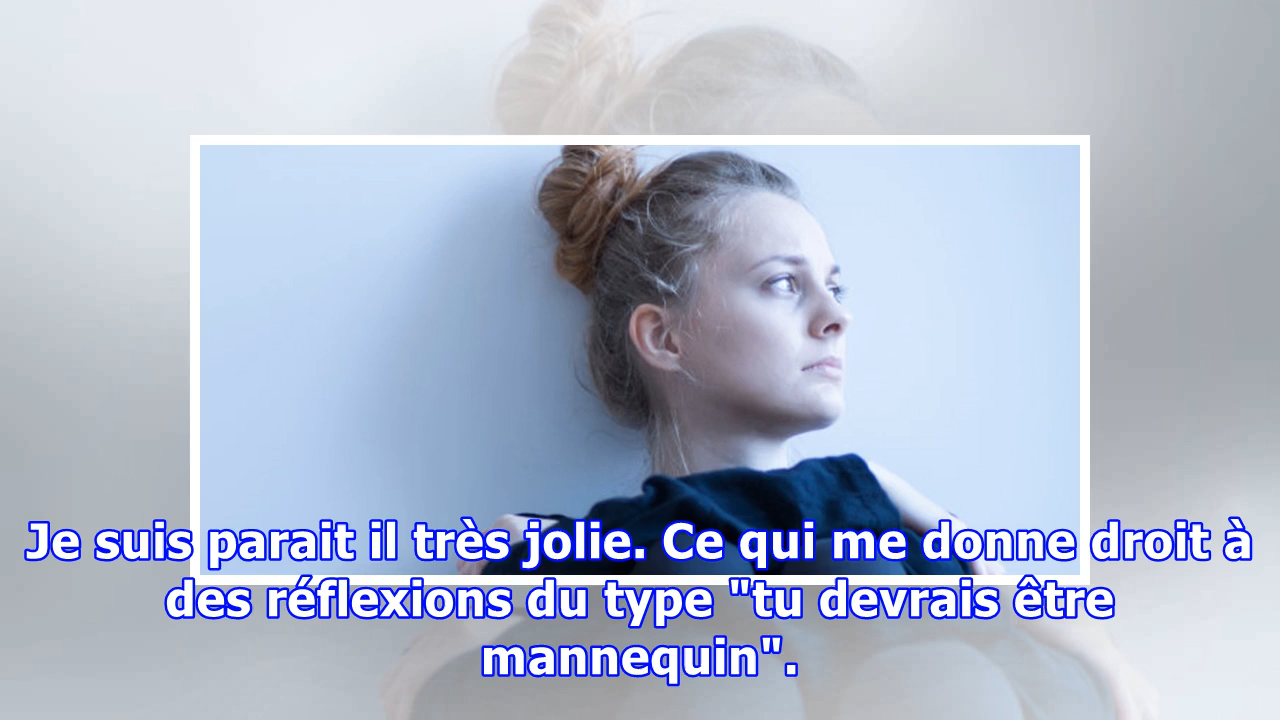 Je suis parait il très jolie. Ce qui me donne droit à
des réflexions du type "tu devrais être
mannequin".